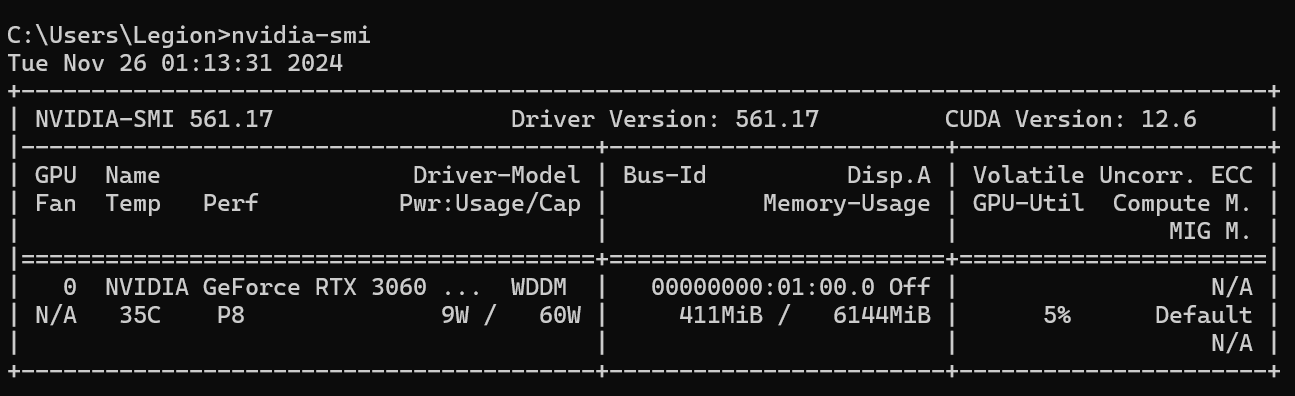 C:\Users\Legion>nvidia-smi
Tue Nov 26 01:13:31 2024
+-----------------------------------------------------------------------------------------+
| NVIDIA-SMI 561.17                 Driver Version: 561.17         CUDA Version: 12.6     |
|-----------------------------------------+------------------------+----------------------+
| GPU  Name                  Driver-Model | Bus-Id          Disp.A | Volatile Uncorr. ECC |
| Fan  Temp   Perf          Pwr:Usage/Cap |           Memory-Usage | GPU-Util  Compute M. |
|                                         |                        |               MIG M. |
|=========================================+========================+======================|
|   0  NVIDIA GeForce RTX 3060 ...  WDDM  |   00000000:01:00.0 Off |                  N/A |
| N/A   35C    P8              9W /   60W |     411MiB /   6144MiB |      5%      Default |
|                                         |                        |                  N/A |
+-----------------------------------------+------------------------+----------------------+